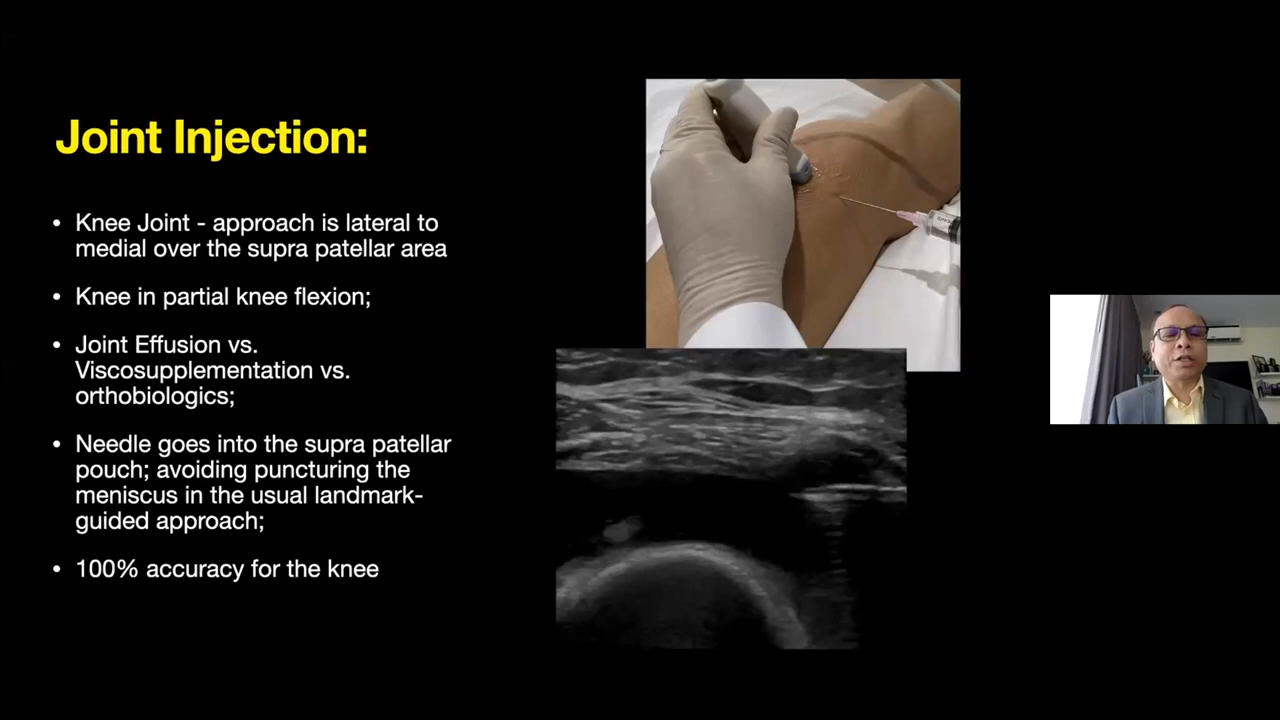 Joint Injection:
• Knee Joint - approach is lateral to
medial over the supra patellar area
• Knee in partial knee flexion;
• Joint Effusion vs.
Viscosupplementation vs.
orthobiologics;
• Needle goes into the supra patellar
pouch; avoiding puncturing the
meniscus in the usual landmark-
guided approach;
• 100% accuracy for the knee